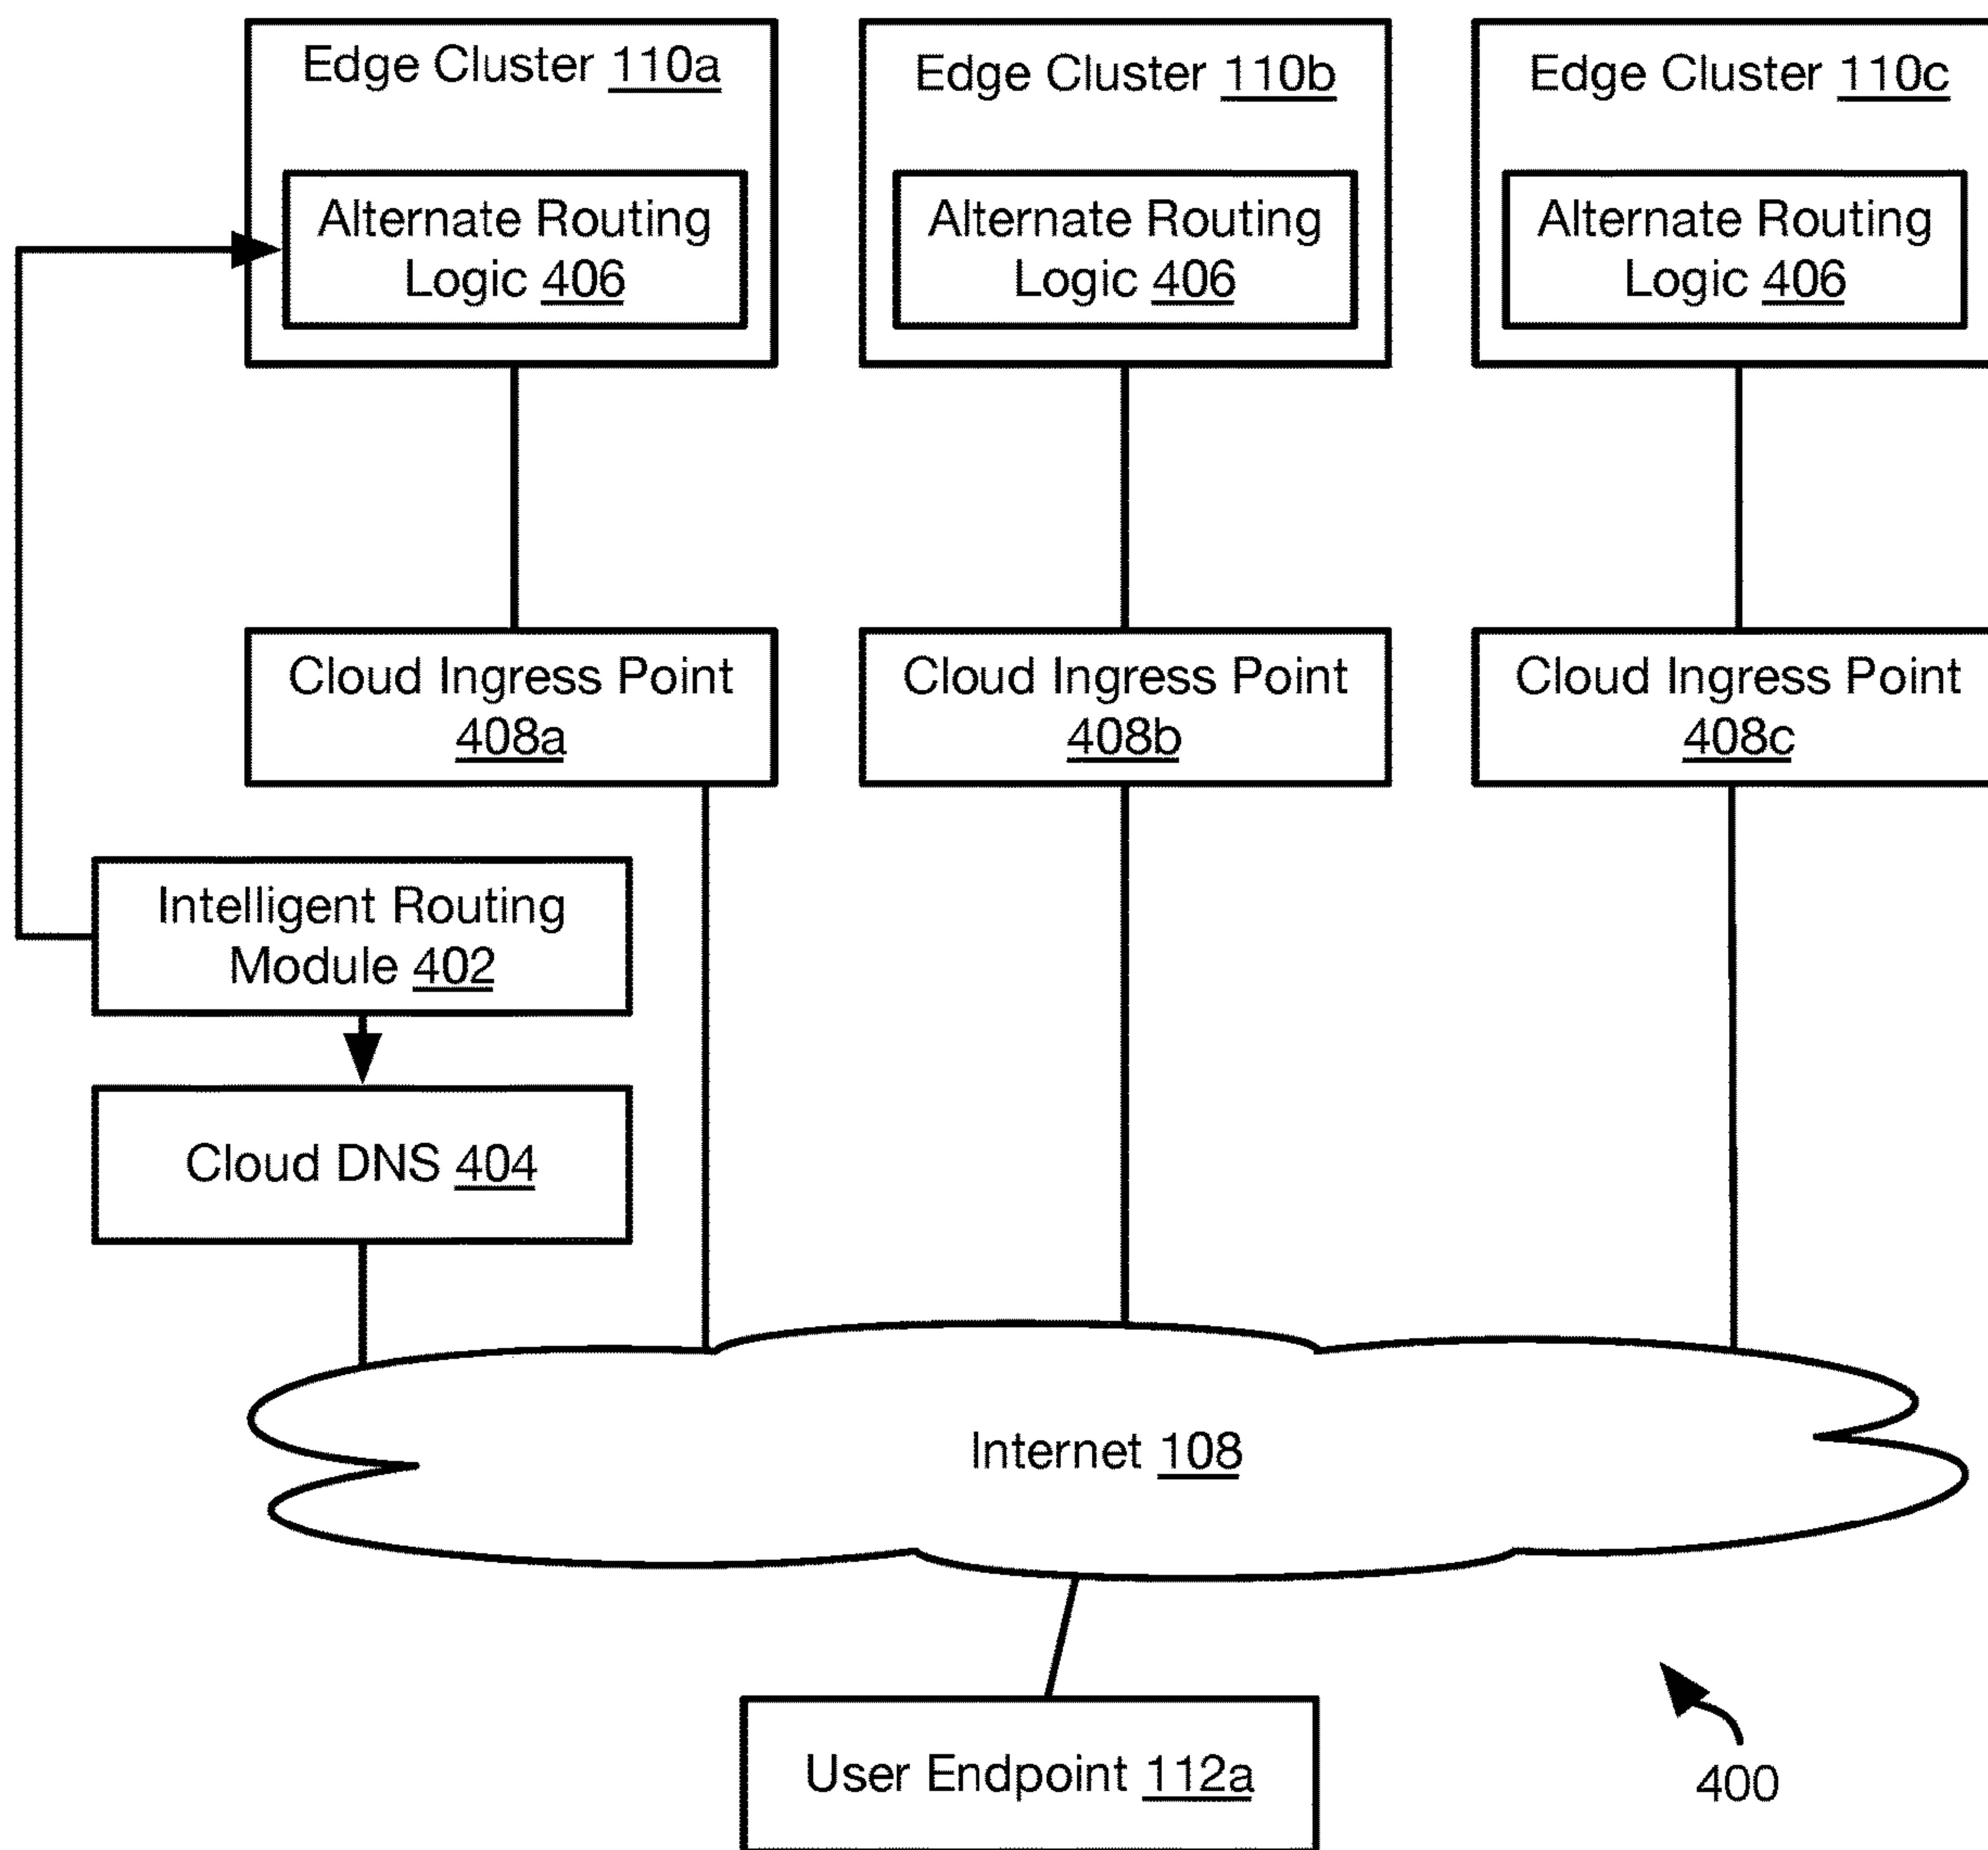 Edge Cluster 110a
Edge Cluster 110b
Edge Cluster 110c
Alternate Routing
Logic 406
Alternate Routing
Logic 406
Alternate Routing
Logic 406
Cloud Ingress Point
408a
Cloud Ingress Point
408b
Cloud Ingress Point
408c
Intelligent Routing
Module 402
Cloud DNS 404
Internet 108
User Endpoint 112a
400